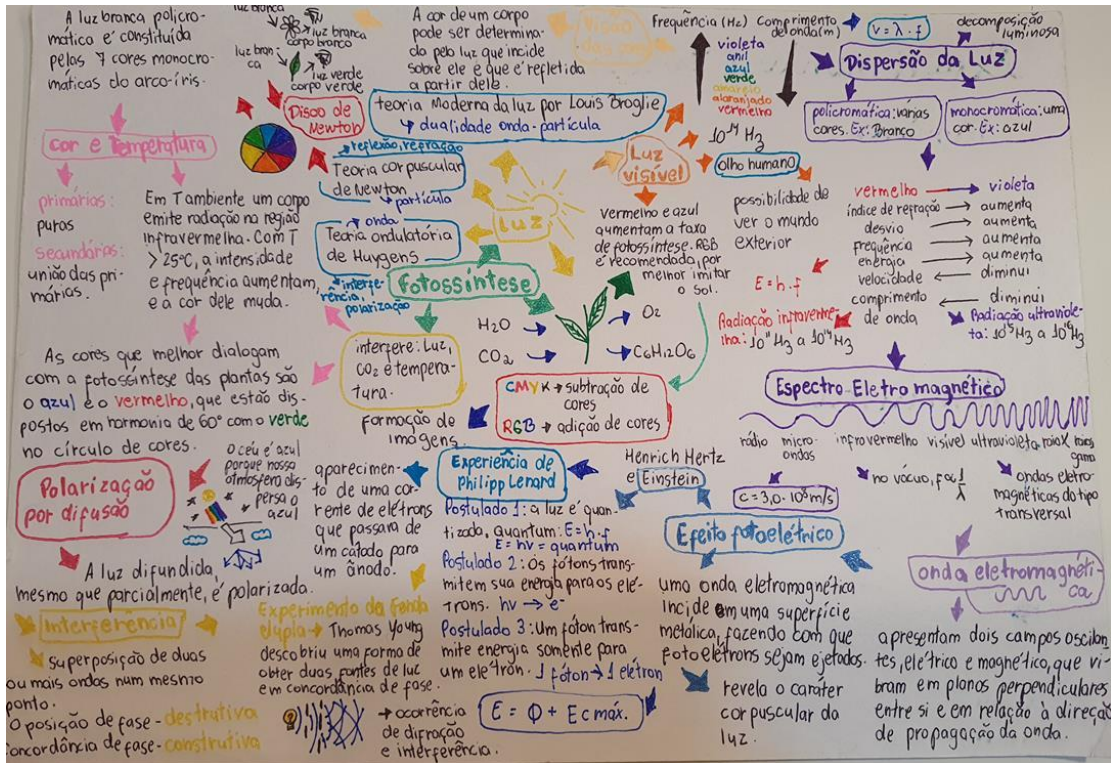 A luz branca policro-
mática é constituída
pelas 7 cores monocro-
máticas do arco-íris.
luz branca
luz branca
corpo branco
luz bran-
ca
luz verde
corpo verde
A cor de um corpo
pode ser determina-
da pela luz que incide
sobre ele e que é refletida
a partir dele.
Visão
das cores
Frequência (Hz)
Comprimento
de onda(m)
violeta
anil
azul
verde
amarelo
alaranjado
vermelho
v = λ . f
decomposição
luminosa
Dispersão da Luz
policromática: várias
cores. Ex: Branco
monocromática: uma
cor. Ex: azul
Disco de
Newton
teoria Moderna da luz por Louis Broglie
↳ dualidade onda-partícula
reflexão, refração
Teoria corpuscular
de Newton
↳ partícula
onda
Teoria ondulatória
de Huygens
interfe-
rência,
polarização
Luz
Luz
visível
10¹⁴ Hz
olho humano
possibilidade de
ver o mundo
exterior
vermelho e azul
aumentam a taxa
de fotossíntese. RGB
é recomendada, por
melhor imitar
o Sol.
cor e Temperatura
primárias:
puras
secundárias:
união das pri-
márias.
Em T ambiente um corpo
emite radiação na região
infravermelha. Com T
> 25°C, a intensidade
e frequência aumentam,
e a cor dele muda.
vermelho → violeta
índice de refração → aumenta
desvio → aumenta
frequência → aumenta
energia → aumenta
velocidade ← diminui
comprimento ← diminui
de onda
E = h . f
Radiação infraverme-
lha: 10¹¹ Hz a 10¹⁴ Hz
Radiação ultraviole-
ta: 10¹⁵ Hz a 10¹⁶ Hz
fotossíntese
H₂O
CO₂
O₂
C₆H₁₂O₆
interfere: Luz,
CO₂ e tempera-
tura.
As cores que melhor dialogam
com a fotossíntese das plantas são
o azul e o vermelho, que estão dis-
postos em harmonia de 60° com o verde
no círculo de cores.
CMYK → subtração de
cores
RGB → adição de cores
formação de
imagens
Espectro Eletromagnético
rádio micro-
ondas infravermelho visível ultravioleta raio X raios
gama
c = 3,0 . 10⁸ m/s
no vácuo, f α 1/λ
ondas eletro-
magnéticas do tipo
transversal
Polarização
por difusão
o céu é azul
porque nossa
atmosfera dis-
persa o
azul
A luz difundida,
mesmo que parcialmente, é polarizada.
aparecimen-
to de uma cor-
rente de elétrons
que passara de
um catodo para
um ânodo.
Experiência de
Philipp Lenard
Henrich Hertz
e Einstein
Postulado 1: a luz é quan-
tizada, Quantum: E = h . f
E = hv = quantum
Postulado 2: Os fótons trans-
mitem sua energia para os elé-
trons. hv → e-
Postulado 3: Um fóton trans-
mite energia somente para
um elétron. 1 fóton → 1 elétron
E = Φ + E c máx.
Efeito fotoelétrico
uma onda eletromagnética
incide em uma superfície
metálica, fazendo com que
fotoelétrons sejam ejetados.
revela o caráter
corpuscular da
luz.
onda eletromagnéti-
ca
apresentam dois campos oscilan-
tes, elétrico e magnético, que vi-
bram em planos perpendiculares
entre si e em relação à direção
de propagação da onda.
Interferência
superposição de duas
ou mais ondas num mesmo
ponto.
Oposição de fase - destrutiva
Concordância de fase - construtiva
Experimento da fenda
dupla → Thomas Young
descobriu uma forma de
obter duas fontes de luz
em concordância de fase.
→ ocorrência
de difração
e interferência.